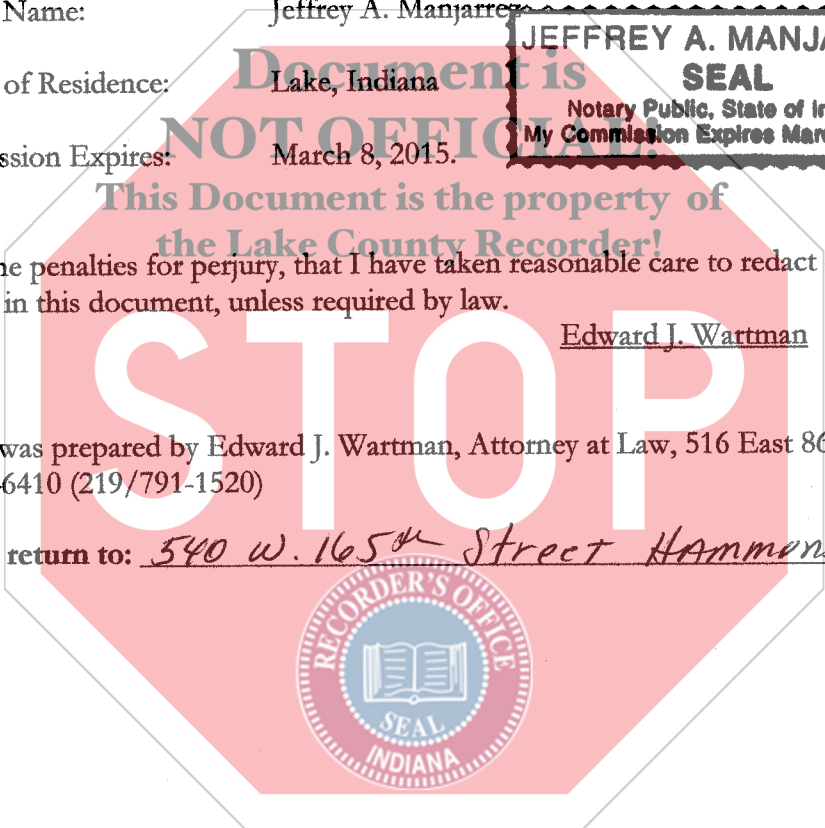 Name: Jeffrey A. Manjarrez
JEFFREY A. MANJA
SEAL
Notary Public, State of In
My Commission Expires Mar
of Residence: Lake, Indiana
ssion Expires: March 8, 2015.
Document is
NOT OFFICIAL!
This Document is the property of
the Lake County Recorder!
he penalties for perjury, that I have taken reasonable care to redact
in this document, unless required by law.
Edward J. Wartman
STOP
was prepared by Edward J. Wartman, Attorney at Law, 516 East 86
6410 (219/791-1520)
return to: 540 W. 165th Street Hammon
RECORDER'S OFFICE
SEAL
INDIANA